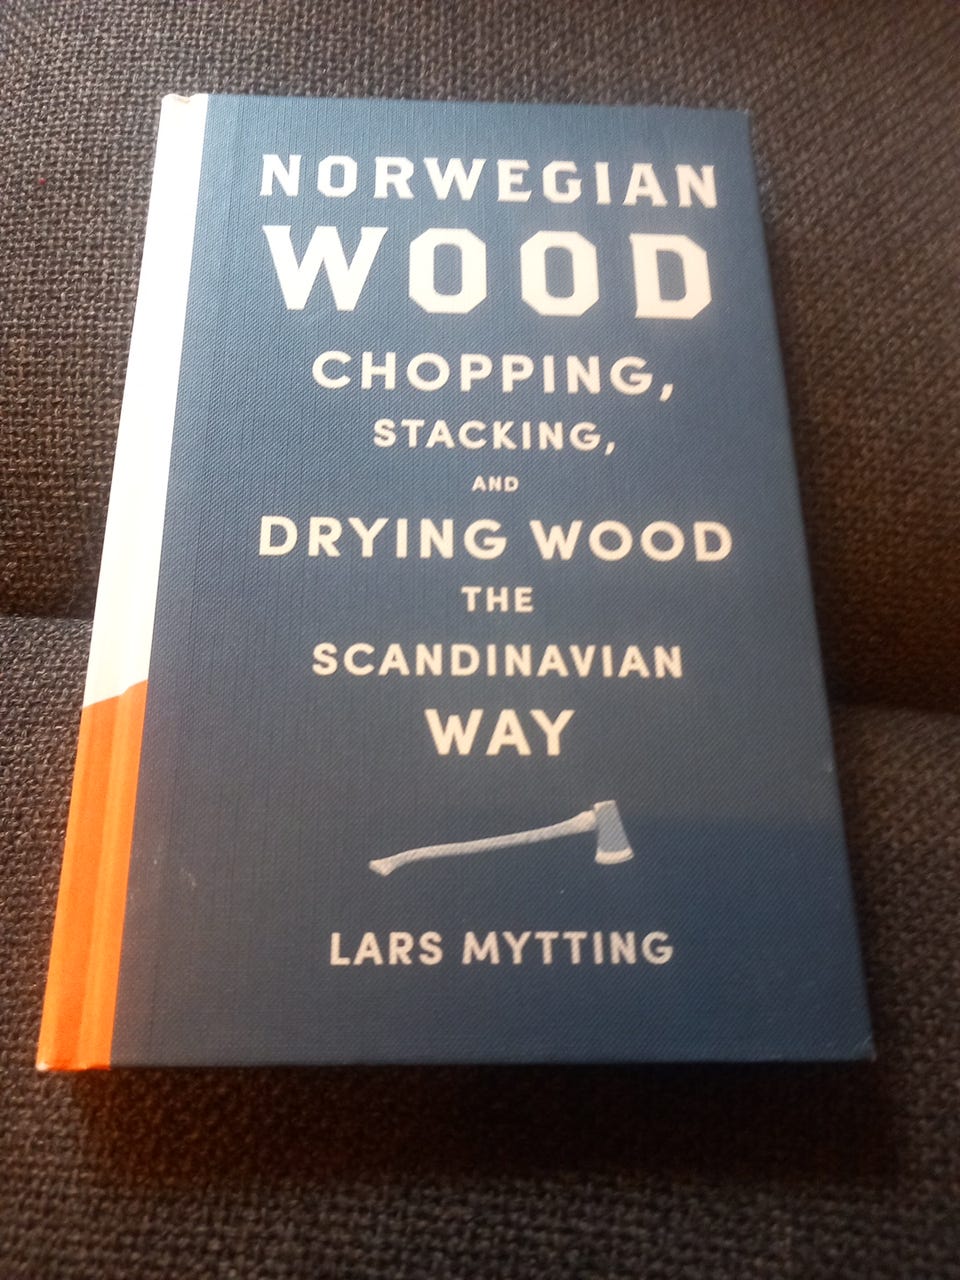 NORWEGIAN
WOOD
CHOPPING,
STACKING,
AND
DRYING WOOD
THE
SCANDINAVIAN
WAY
LARS MYTTING